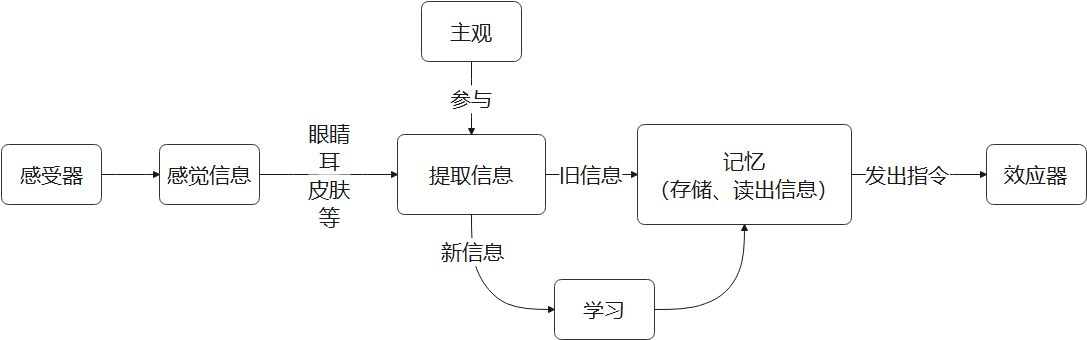 主观
参与
感受器
感觉信息
眼睛
耳
皮肤
等
提取信息
旧信息
记忆
（存储、读出信息）
发出指令
效应器
新信息
学习